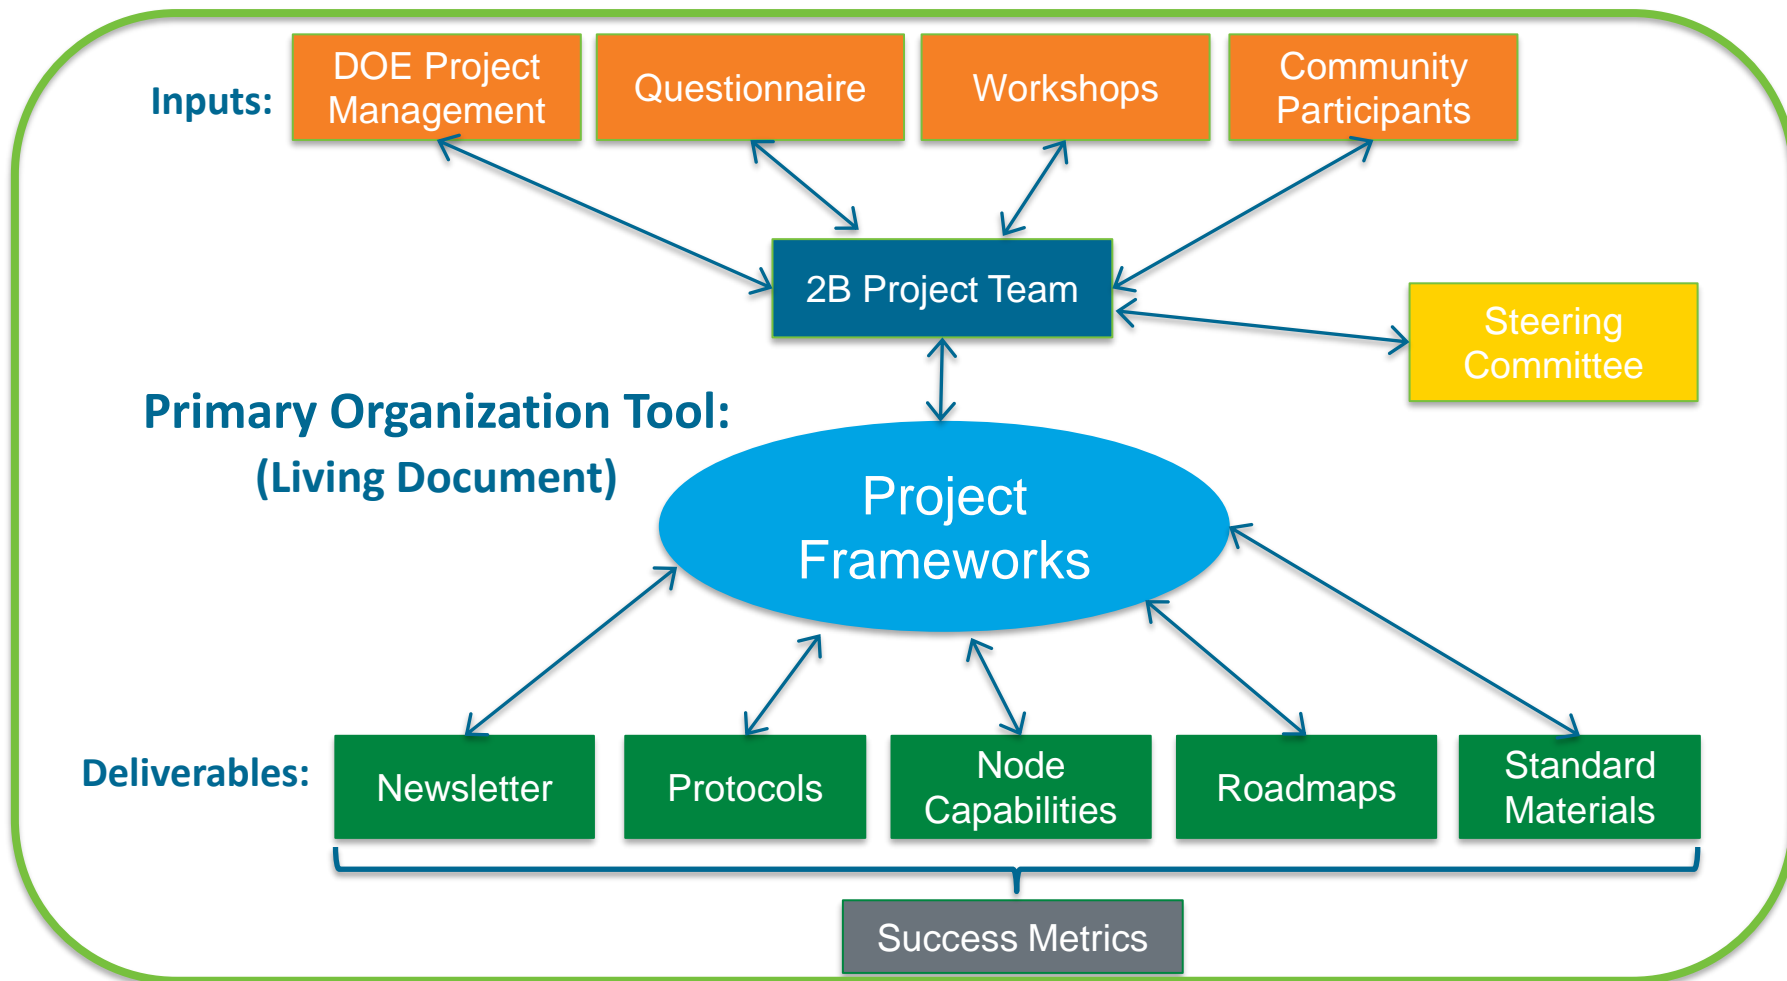 Inputs:
DOE Project
Management
Questionnaire
Workshops
Community
Participants
2B Project Team
Steering
Committee
Primary Organization Tool:
(Living Document)
Project
Frameworks
Deliverables:
Newsletter
Protocols
Node
Capabilities
Roadmaps
Standard
Materials
Success Metrics